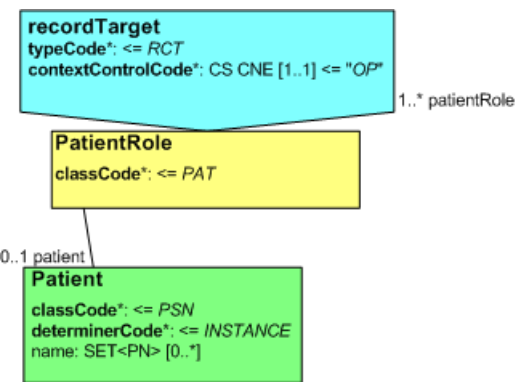 recordTarget
typeCode*: <= RCT
contextControlCode*: CS CNE [1..1] <= "OP"
1..* patientRole
PatientRole
classCode*: <= PAT
0..1 patient
Patient
classCode*: <= PSN
determinerCode*: <= INSTANCE
name: SET<PN> [0..*]